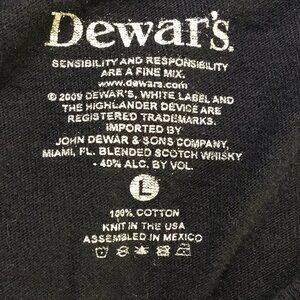 Dewar's.
SENSIBILITY AND RESPONSIBILITY
ARE A FINE MIX.
www.dewars.com
© 2009 DEWAR'S, WHITE LABEL AND
THE HIGHLANDER DEVICE ARE
REGISTERED TRADEMARKS.
IMPORTED BY
JOHN DEWAR & SONS COMPANY,
MIAMI, FL. BLENDED SCOTCH WHISKY
- 40% ALC. BY VOL.
L
100% COTTON
KNIT IN THE USA
ASSEMBLED IN MEXICO